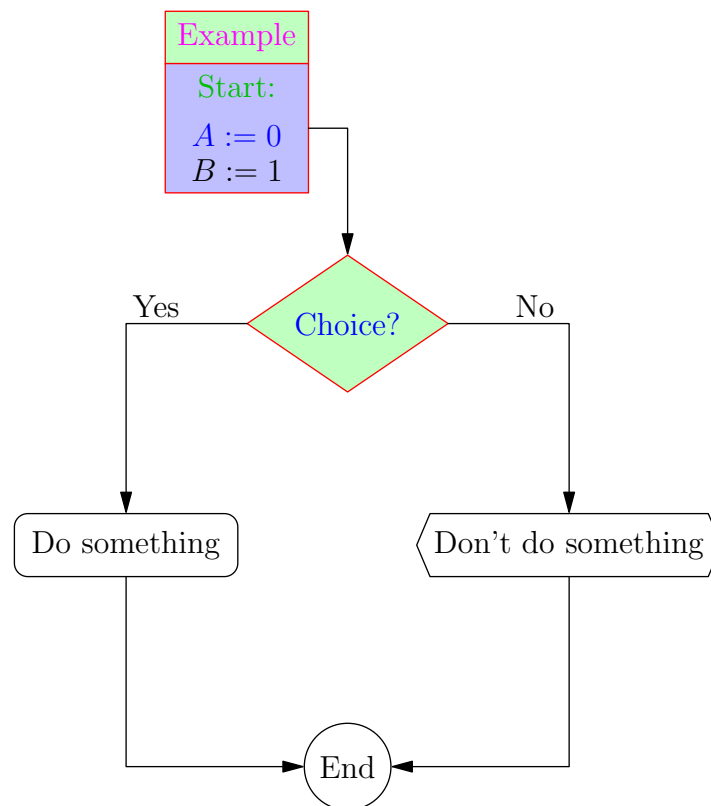 Example
Start:
A := 0
B := 1
Yes
No
Choice?
Do something
Don't do something
End